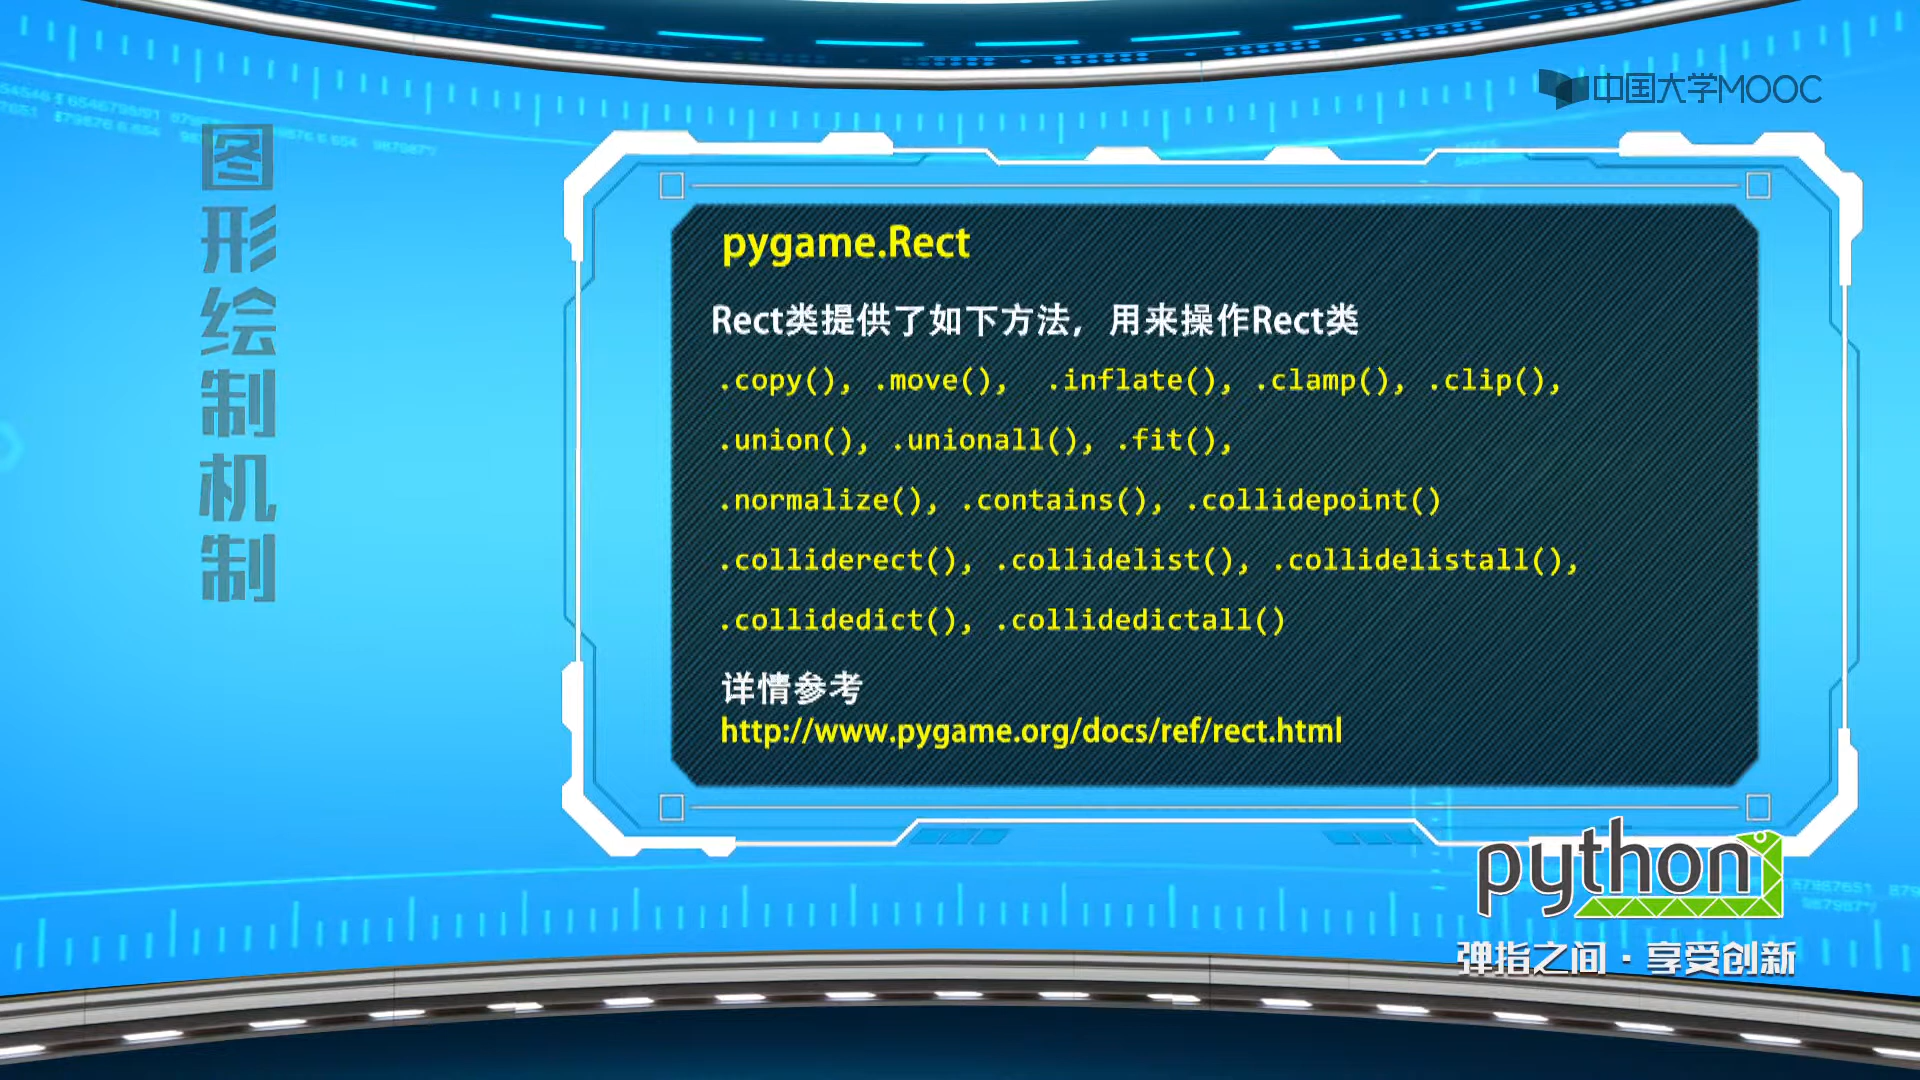 中国大学MOOC
图形绘制机制
pygame.Rect
Rect类提供了如下方法，用来操作Rect类
.copy(), .move(),  .inflate(), .clamp(), .clip(),
.union(), .unionall(), .fit(),
.normalize(), .contains(), .collidepoint()
.colliderect(), .collidelist(), .collidelistall(),
.collidedict(), .collidedictall()
详情参考
http://www.pygame.org/docs/ref/rect.html
python
弹指之间·享受创新